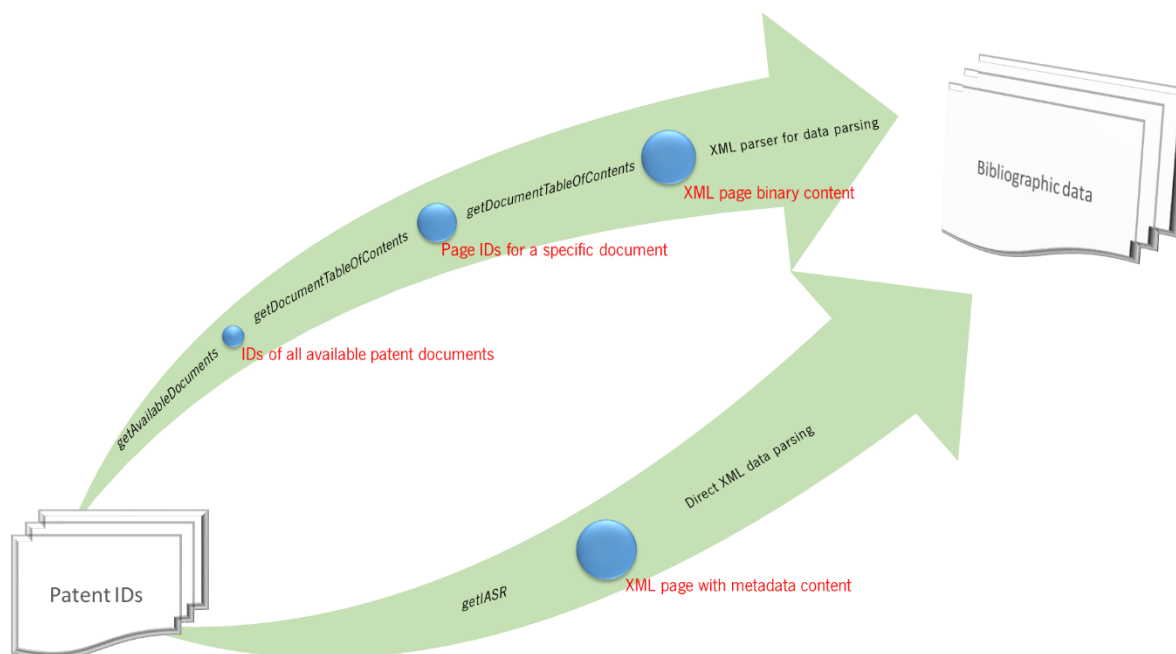 XML parser for data parsing
getDocumentTableOfContents
XML page binary content
Bibliographic data
getDocumentTableOfContents
Page IDs for a specific document
getAvailableDocuments
IDs of all available patent documents
Direct XML data parsing
Patent IDs
getIASR
XML page with metadata content